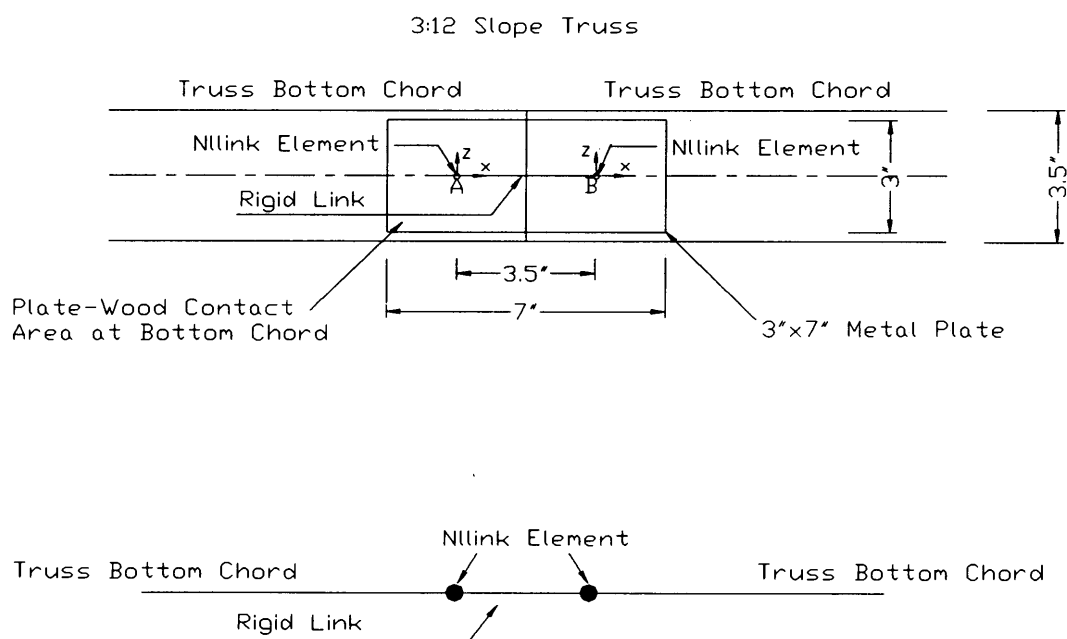 3:12 Slope Truss
Truss Bottom Chord
Truss Bottom Chord
Nllink Element
z
x
A
z
x
B
Nllink Element
Rigid Link
3"
3.5"
3.5"
7"
Plate-Wood Contact
Area at Bottom Chord
3"x7" Metal Plate
Nllink Element
Truss Bottom Chord
Truss Bottom Chord
Rigid Link